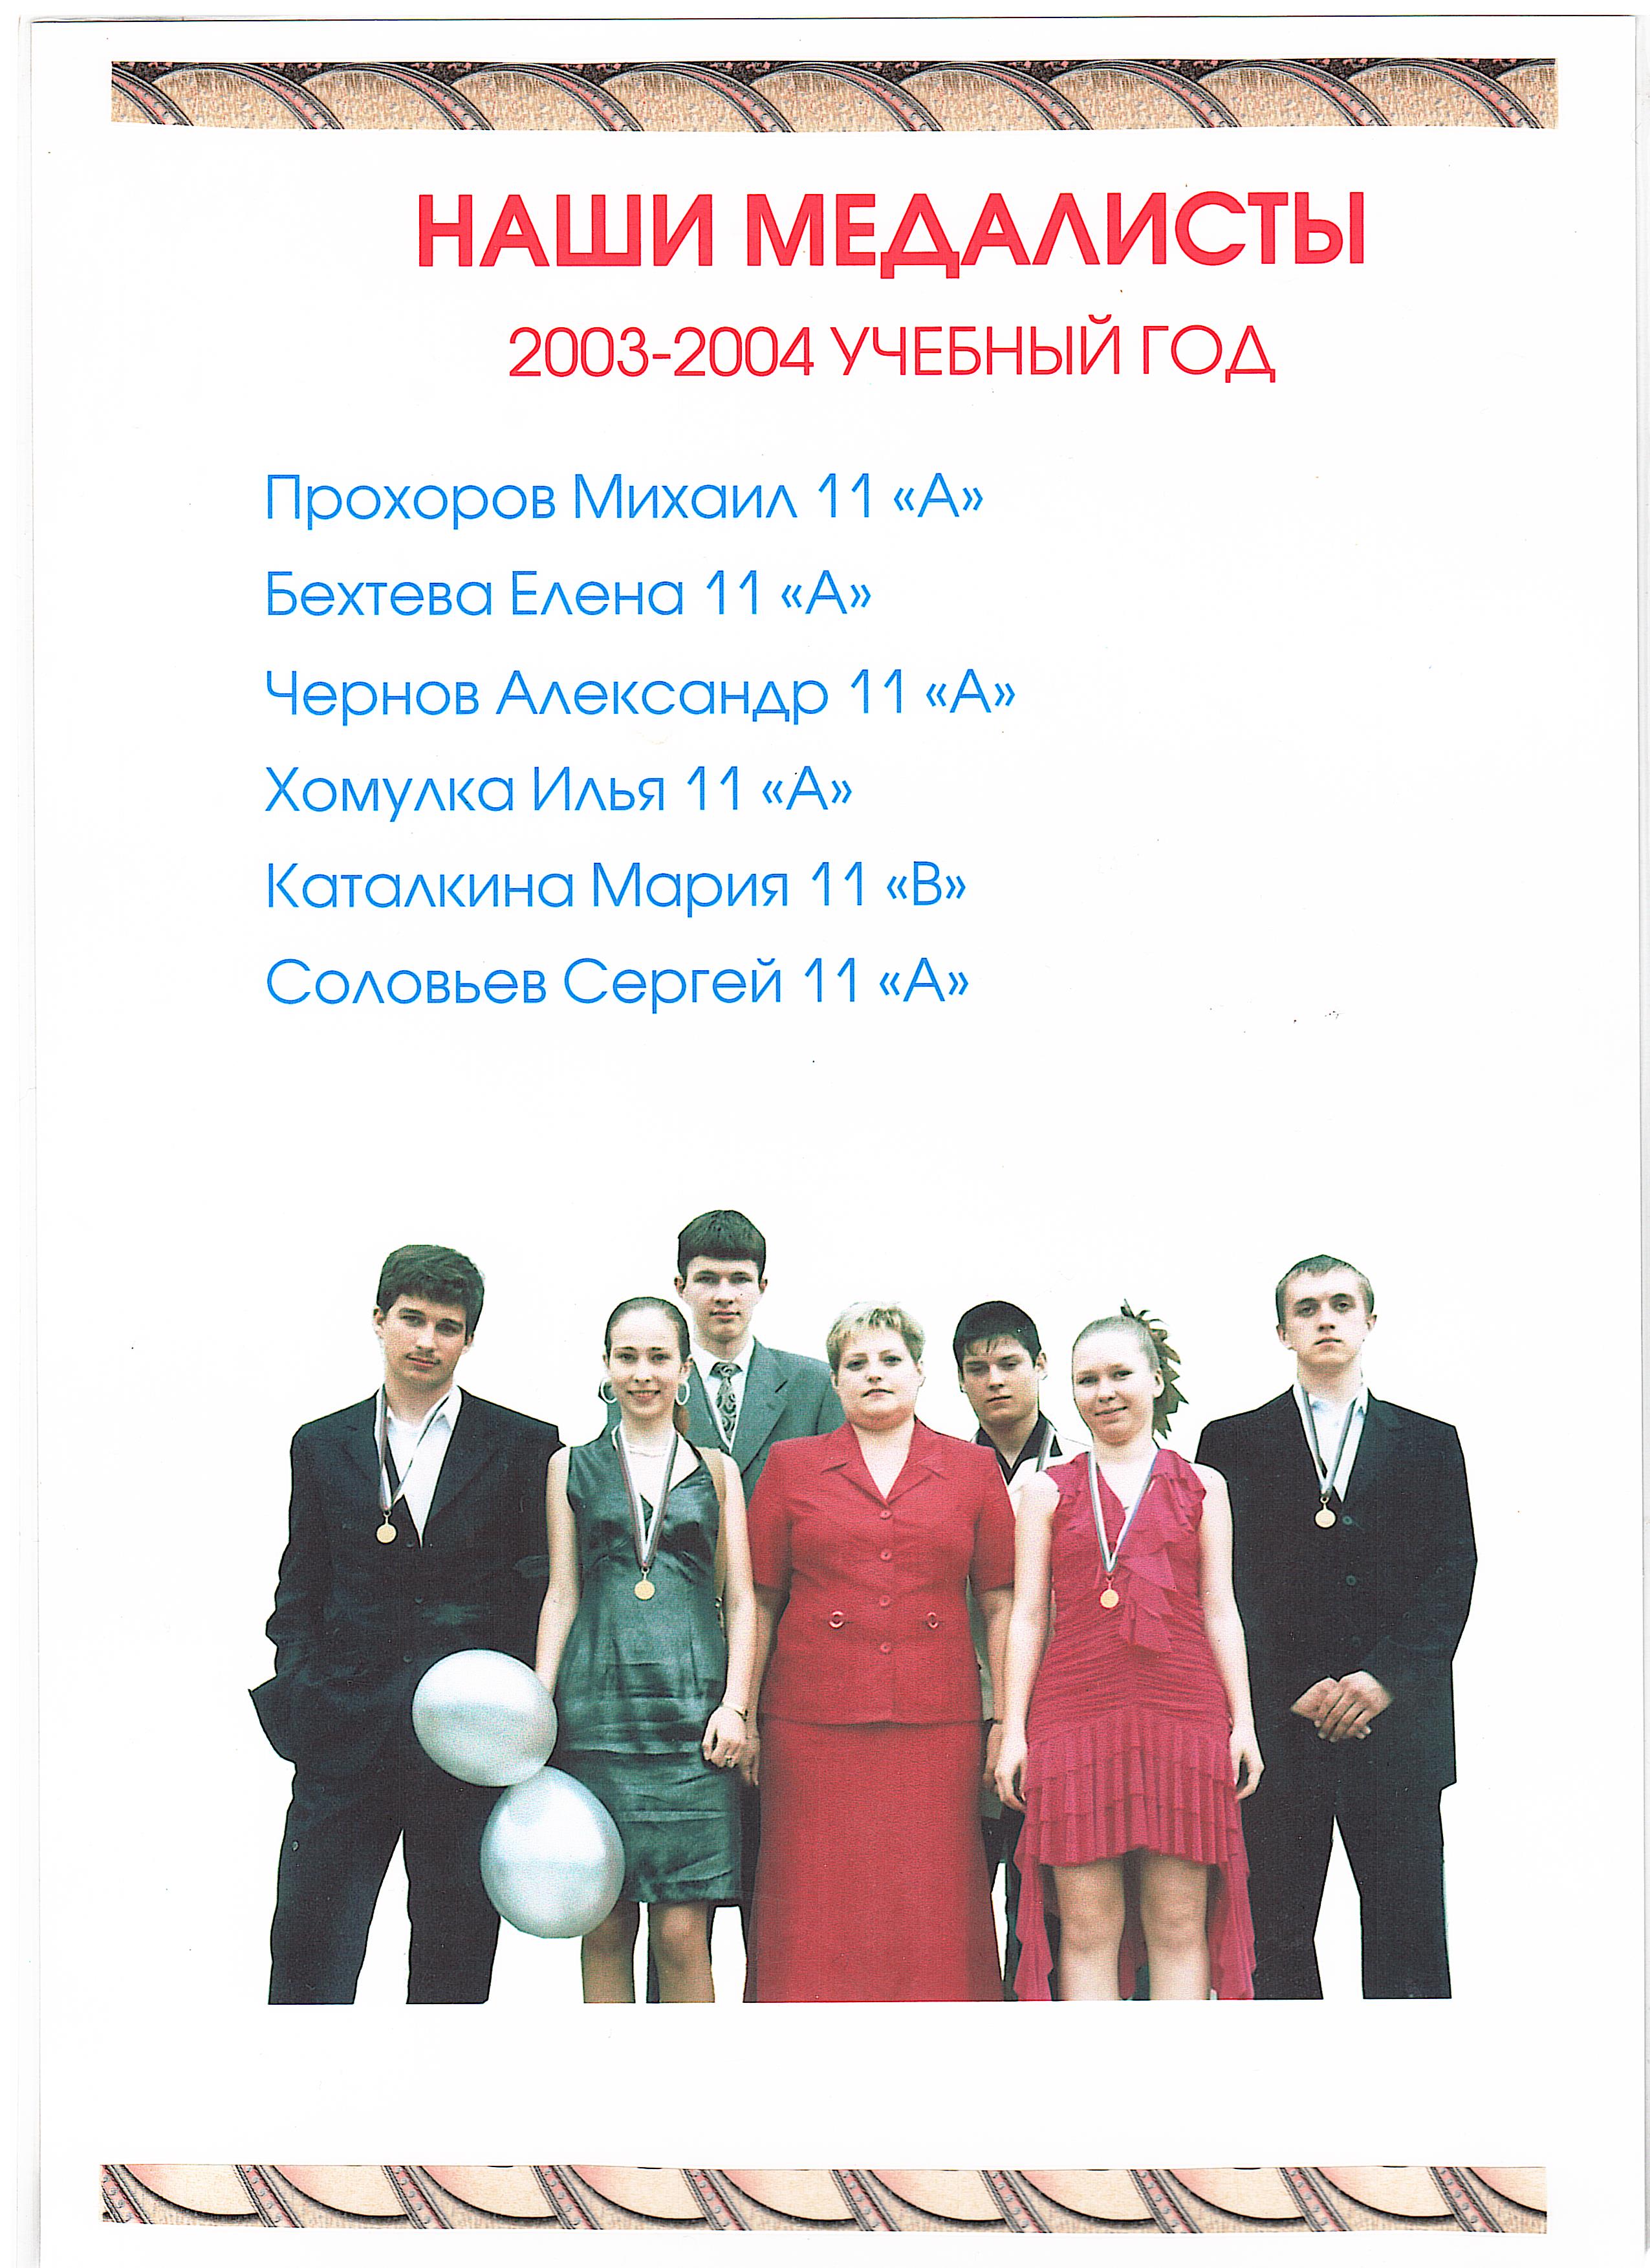 НАШИ МЕДАЛИСТЫ
2003-2004 УЧЕБНЫЙ ГОД
Прохоров Михаил 11 «А»
Бехтева Елена 11 «А»
Чернов Александр 11 «А»
Хомулка Илья 11 «А»
Каталкина Мария 11 «В»
Соловьев Сергей 11 «А»